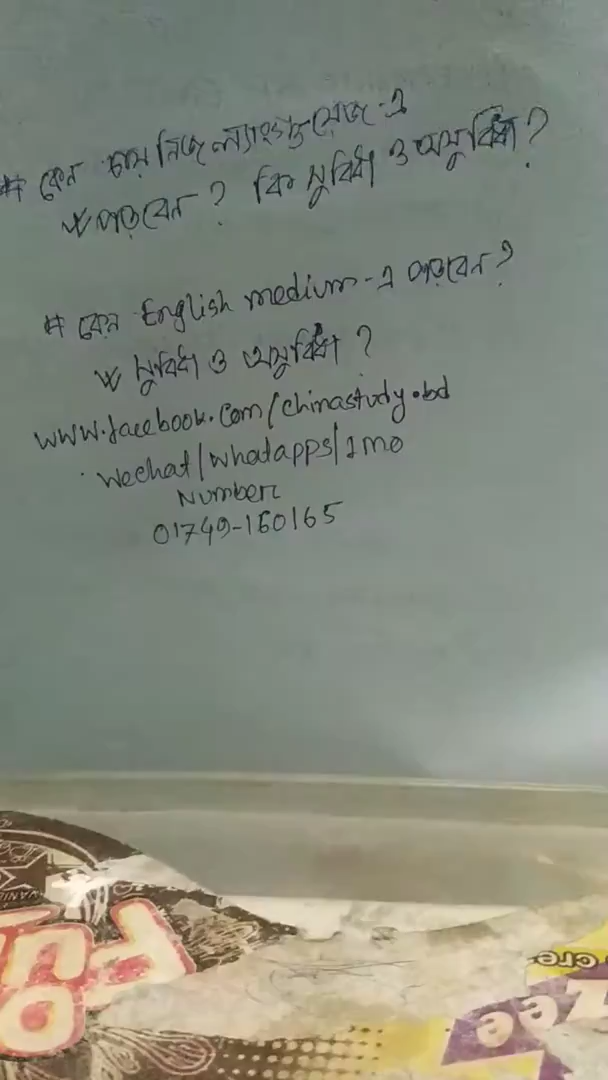 # কেন চায়নিজ ল্যাংগুয়েজ-এ
পড়বেন? কি সুবিধা ও অসুবিধা?
# কেন English medium-এ পড়বেন?
সুবিধা ও অসুবিধা?
www.facebook.com/chinastudy.bd
wechat/whatapps/imo
Number
01749-160165